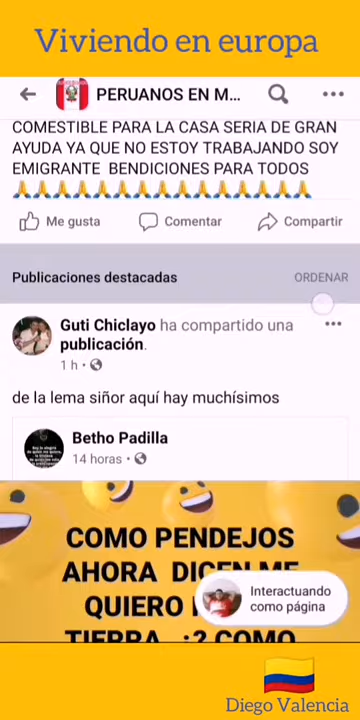 Viviendo en europa
PERUANOS EN M...
COMESTIBLE PARA LA CASA SERIA DE GRAN
AYUDA YA QUE NO ESTOY TRABAJANDO SOY
EMIGRANTE BENDICIONES PARA TODOS
🙏🙏🙏🙏🙏🙏🙏🙏🙏🙏🙏🙏🙏
Me gusta Comentar Compartir
Publicaciones destacadas ORDENAR
Guti Chiclayo ha compartido una
publicación.
1 h
de la lema siñor aquí hay muchísimos
Betho Padilla
14 horas
COMO PENDEJOS
AHORA DICEN ME
QUIERO
Interactuando
como página
TIERRA ¿? COMO
Diego Valencia